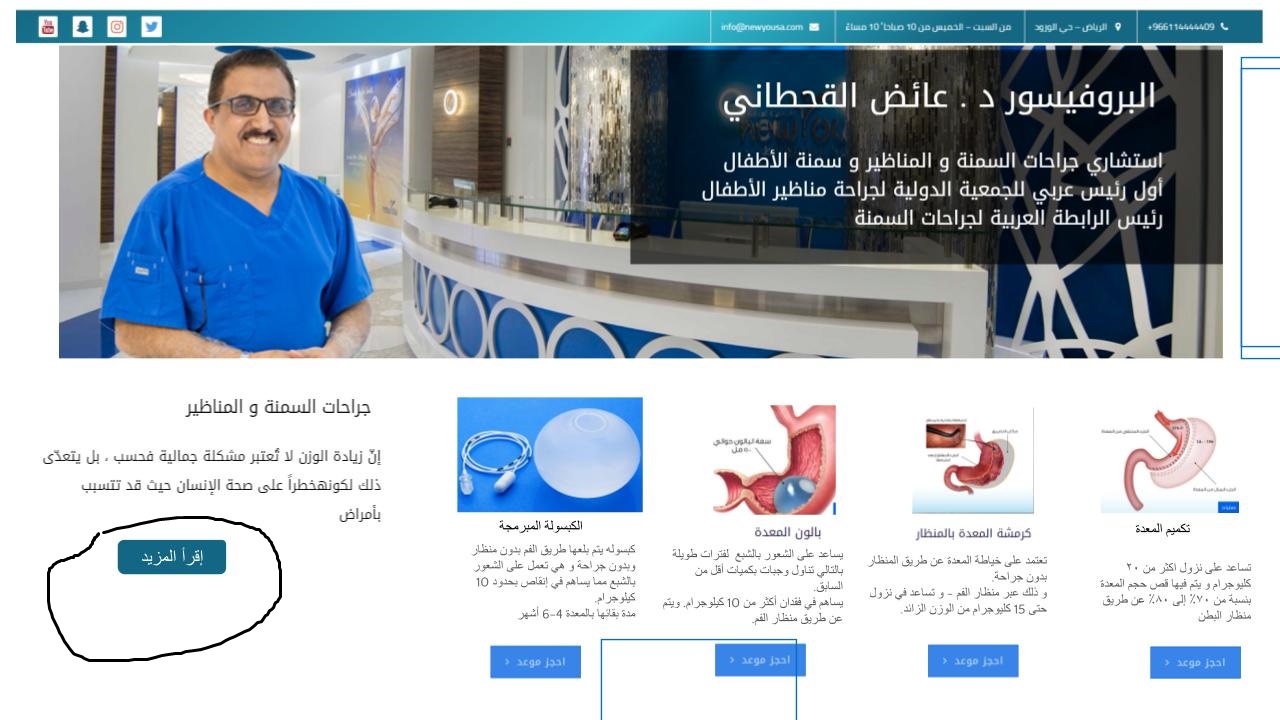 +966114444409
الرياض – حي الورود
من السبت – الخميس من 10 صباحاً 10 مساءً
info@newyousa.com
البروفيسور د . عائض القحطاني
استشاري جراحات السمنة و المناظير و سمنة الأطفال
أول رئيس عربي للجمعية الدولية لجراحة مناظير الأطفال
رئيس الرابطة العربية لجراحات السمنة
تكميم المعدة
تساعد على نزول اكثر من ٢٠
كليوجرام و يتم فيها قص حجم المعدة
بنسبة من ٧٠٪ إلى ٨٠٪ عن طريق
منظار البطن
احجز موعد
كرمشة المعدة بالمنظار
تعتمد على خياطة المعدة عن طريق المنظار
بدون جراحة.
و ذلك عبر منظار الفم - و تساعد في نزول
حتى 15 كليوجرام من الوزن الزائد.
احجز موعد
سعة البالون حوالي
بالون المعدة
يساعد على الشعور بالشبع لفترات طويلة
بالتالي تناول وجبات بكميات أقل من
السابق.
يساهم في فقدان أكثر من 10 كيلوجرام. ويتم
عن طريق منظار الفم.
احجز موعد
الكبسولة المبرمجة
كبسوله يتم بلعها طريق الفم بدون منظار
وبدون جراحة و هي تعمل على الشعور
بالشبع مما يساهم في إنقاص بحدود 10
كيلوجرام.
مدة بقائها بالمعدة 4-6 أشهر
احجز موعد
جراحات السمنة و المناظير
إنّ زيادة الوزن لا تُعتبر مشكلة جمالية فحسب ، بل يتعدّى
ذلك لكونهخطراً على صحة الإنسان حيث قد تتسبب
بأمراض
إقرأ المزيد